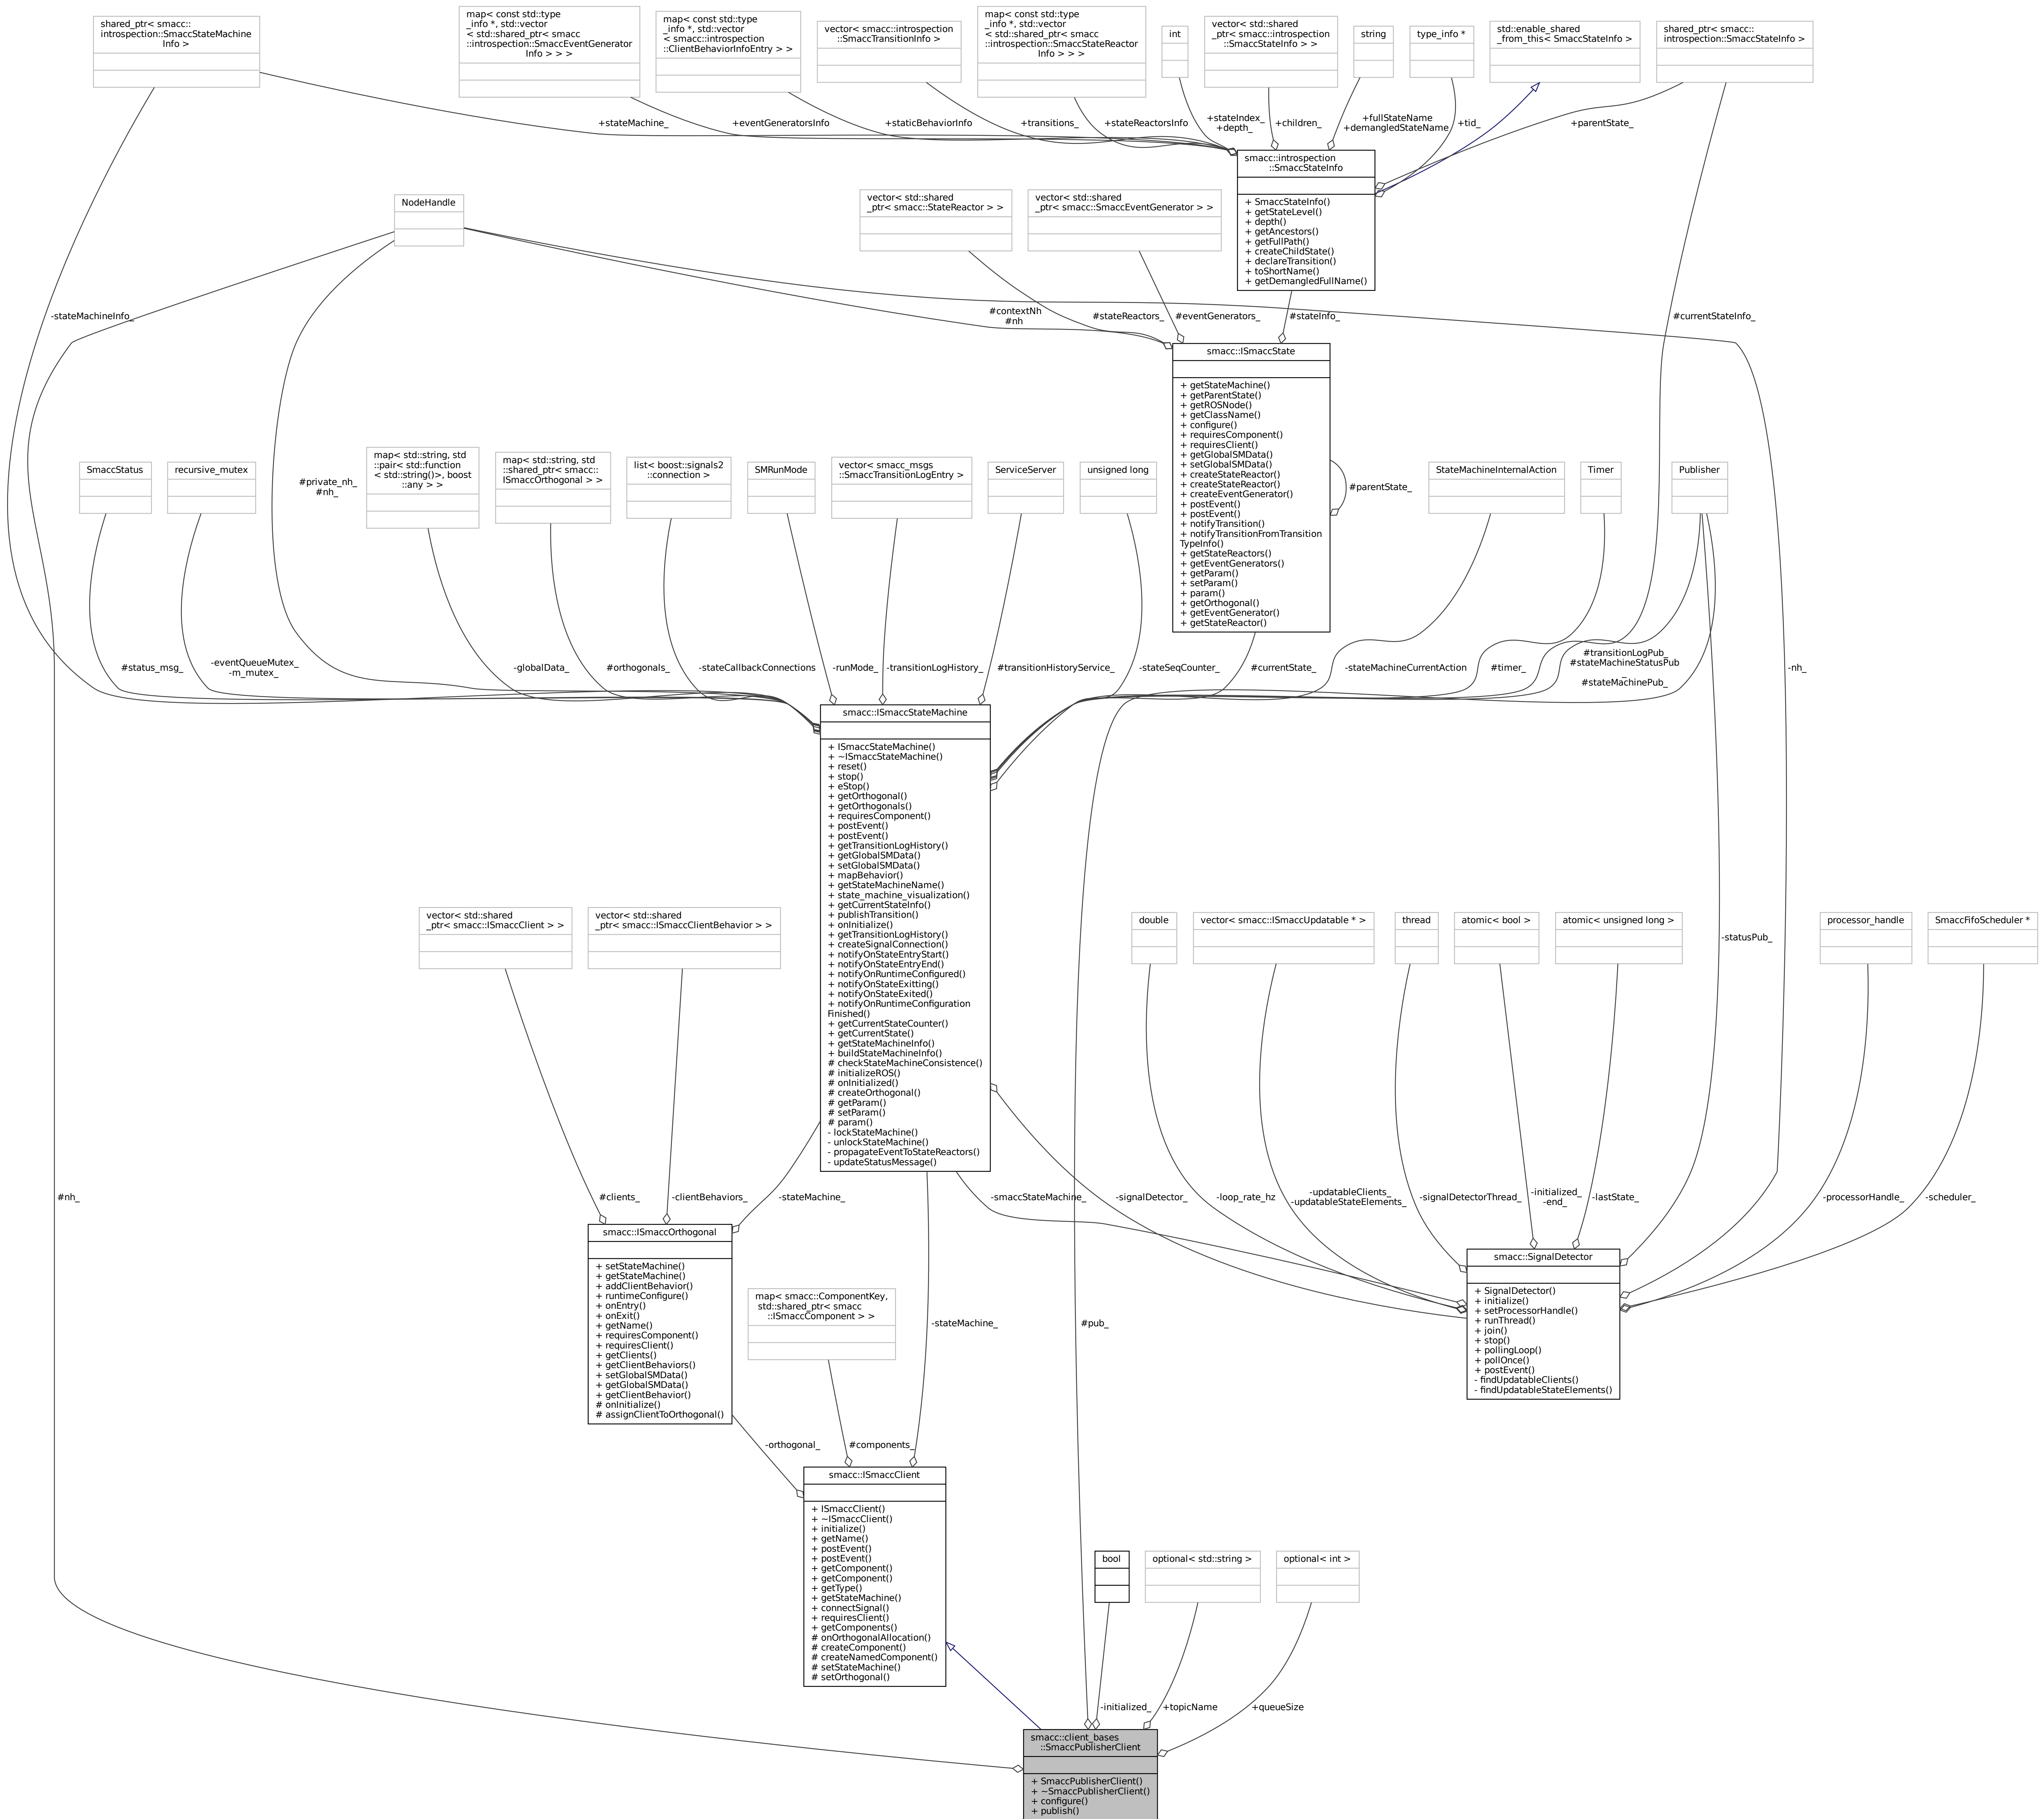 shared_ptr< smacc::
introspection::SmaccStateMachine
Info >
map< const std::type
_info *, std::vector
< std::shared_ptr< smacc
::introspection::SmaccEventGenerator
Info > > >
map< const std::type
_info *, std::vector
< smacc::introspection
::ClientBehaviorInfoEntry > >
vector< smacc::introspection
::SmaccTransitionInfo >
map< const std::type
_info *, std::vector
< std::shared_ptr< smacc
::introspection::SmaccStateReactor
Info > > >
int
vector< std::shared
_ptr< smacc::introspection
::SmaccStateInfo > >
string
type_info *
std::enable_shared
_from_this< SmaccStateInfo >
shared_ptr< smacc::
introspection::SmaccStateInfo >
+stateMachine_
+eventGeneratorsInfo
+staticBehaviorInfo
+transitions_
+stateReactorsInfo
+stateIndex_
+depth_
+children_
+fullStateName
+demangledStateName
+tid_
+parentState_
smacc::introspection
::SmaccStateInfo
+ SmaccStateInfo()
+ getStateLevel()
+ depth()
+ getAncestors()
+ getFullPath()
+ createChildState()
+ declareTransition()
+ toShortName()
+ getDemangledFullName()
NodeHandle
vector< std::shared
_ptr< smacc::StateReactor > >
vector< std::shared
_ptr< smacc::SmaccEventGenerator > >
-stateMachineInfo_
#contextNh
#nh
#stateReactors_
#eventGenerators_
#stateInfo_
#currentStateInfo_
smacc::ISmaccState
+ getStateMachine()
+ getParentState()
+ getROSNode()
+ getClassName()
+ configure()
+ requiresComponent()
+ requiresClient()
+ getGlobalSMData()
+ setGlobalSMData()
+ createStateReactor()
+ createStateReactor()
+ createEventGenerator()
+ postEvent()
+ postEvent()
+ notifyTransition()
+ notifyTransitionFromTransition
TypeInfo()
+ getStateReactors()
+ getEventGenerators()
+ getParam()
+ setParam()
+ param()
+ getOrthogonal()
+ getEventGenerator()
+ getStateReactor()
#parentState_
SmaccStatus
recursive_mutex
#private_nh_
#nh_
map< std::string, std
::pair< std::function
< std::string()>, boost
::any > >
map< std::string, std
::shared_ptr< smacc::
ISmaccOrthogonal > >
list< boost::signals2
::connection >
SMRunMode
vector< smacc_msgs
::SmaccTransitionLogEntry >
ServiceServer
unsigned long
StateMachineInternalAction
Timer
Publisher
#status_msg_
-eventQueueMutex_
-m_mutex_
-globalData_
#orthogonals_
-stateCallbackConnections
-runMode_
-transitionLogHistory_
#transitionHistoryService_
-stateSeqCounter_
#currentState_
-stateMachineCurrentAction
#timer_
#transitionLogPub_
#stateMachineStatusPub
_
#stateMachinePub_
-nh_
smacc::ISmaccStateMachine
+ ISmaccStateMachine()
+ ~ISmaccStateMachine()
+ reset()
+ stop()
+ eStop()
+ getOrthogonal()
+ getOrthogonals()
+ requiresComponent()
+ postEvent()
+ postEvent()
+ getTransitionLogHistory()
+ getGlobalSMData()
+ setGlobalSMData()
+ mapBehavior()
+ getStateMachineName()
+ state_machine_visualization()
+ getCurrentStateInfo()
+ publishTransition()
+ onInitialize()
+ getTransitionLogHistory()
+ createSignalConnection()
+ notifyOnStateEntryStart()
+ notifyOnStateEntryEnd()
+ notifyOnRuntimeConfigured()
+ notifyOnStateExitting()
+ notifyOnStateExited()
+ notifyOnRuntimeConfiguration
Finished()
+ getCurrentStateCounter()
+ getCurrentState()
+ getStateMachineInfo()
+ buildStateMachineInfo()
# checkStateMachineConsistence()
# initializeROS()
# onInitialized()
# createOrthogonal()
# getParam()
# setParam()
# param()
- lockStateMachine()
- unlockStateMachine()
- propagateEventToStateReactors()
- updateStatusMessage()
vector< std::shared
_ptr< smacc::ISmaccClient > >
vector< std::shared
_ptr< smacc::ISmaccClientBehavior > >
double
vector< smacc::ISmaccUpdatable * >
thread
atomic< bool >
atomic< unsigned long >
-statusPub_
processor_handle
SmaccFifoScheduler *
#nh_
#clients_
-clientBehaviors_
-stateMachine_
-smaccStateMachine_
-signalDetector_
-loop_rate_hz
-updatableClients_
-updatableStateElements_
-signalDetectorThread_
-initialized_
-end_
-lastState_
-processorHandle_
-scheduler_
smacc::ISmaccOrthogonal
+ setStateMachine()
+ getStateMachine()
+ addClientBehavior()
+ runtimeConfigure()
+ onEntry()
+ onExit()
+ getName()
+ requiresComponent()
+ requiresClient()
+ getClients()
+ getClientBehaviors()
+ setGlobalSMData()
+ getGlobalSMData()
+ getClientBehavior()
# onInitialize()
# assignClientToOrthogonal()
smacc::SignalDetector
+ SignalDetector()
+ initialize()
+ setProcessorHandle()
+ runThread()
+ join()
+ stop()
+ pollingLoop()
+ pollOnce()
+ postEvent()
- findUpdatableClients()
- findUpdatableStateElements()
map< smacc::ComponentKey,
std::shared_ptr< smacc
::ISmaccComponent > >
-stateMachine_
#pub_
-orthogonal_
#components_
smacc::ISmaccClient
+ ISmaccClient()
+ ~ISmaccClient()
+ initialize()
+ getName()
+ postEvent()
+ postEvent()
+ getComponent()
+ getComponent()
+ getType()
+ getStateMachine()
+ connectSignal()
+ requiresClient()
+ getComponents()
# onOrthogonalAllocation()
# createComponent()
# createNamedComponent()
# setStateMachine()
# setOrthogonal()
bool
optional< std::string >
optional< int >
-initialized_
+topicName
+queueSize
smacc::client_bases
::SmaccPublisherClient
+ SmaccPublisherClient()
+ ~SmaccPublisherClient()
+ configure()
+ publish()